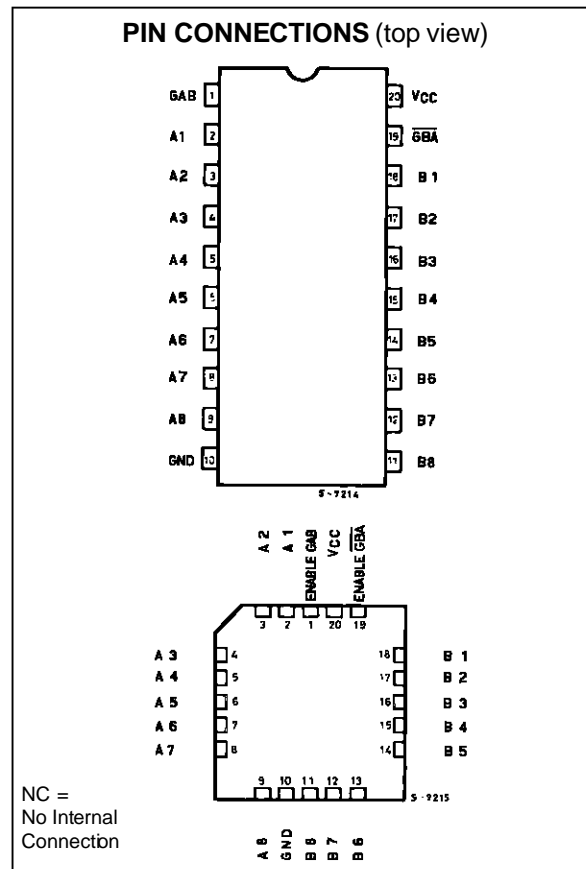 PIN CONNECTIONS (top view)
GAB 1 20 VCC
A1 2 19 G̅B̅A̅
A2 3 18 B1
A3 4 17 B2
A4 5 16 B3
A5 6 15 B4
A6 7 14 B5
A7 8 13 B6
A8 9 12 B7
GND 10 11 B8
S-7214
A2 A1 ENABLE GAB VCC ENABLE G̅B̅A̅
3 2 1 20 19
A3 4 18 B1
A4 5 17 B2
A5 6 16 B3
A6 7 15 B4
A7 8 14 B5
9 10 11 12 13
S-7215
A8 GND B8 B7 B6
NC =
No Internal
Connection